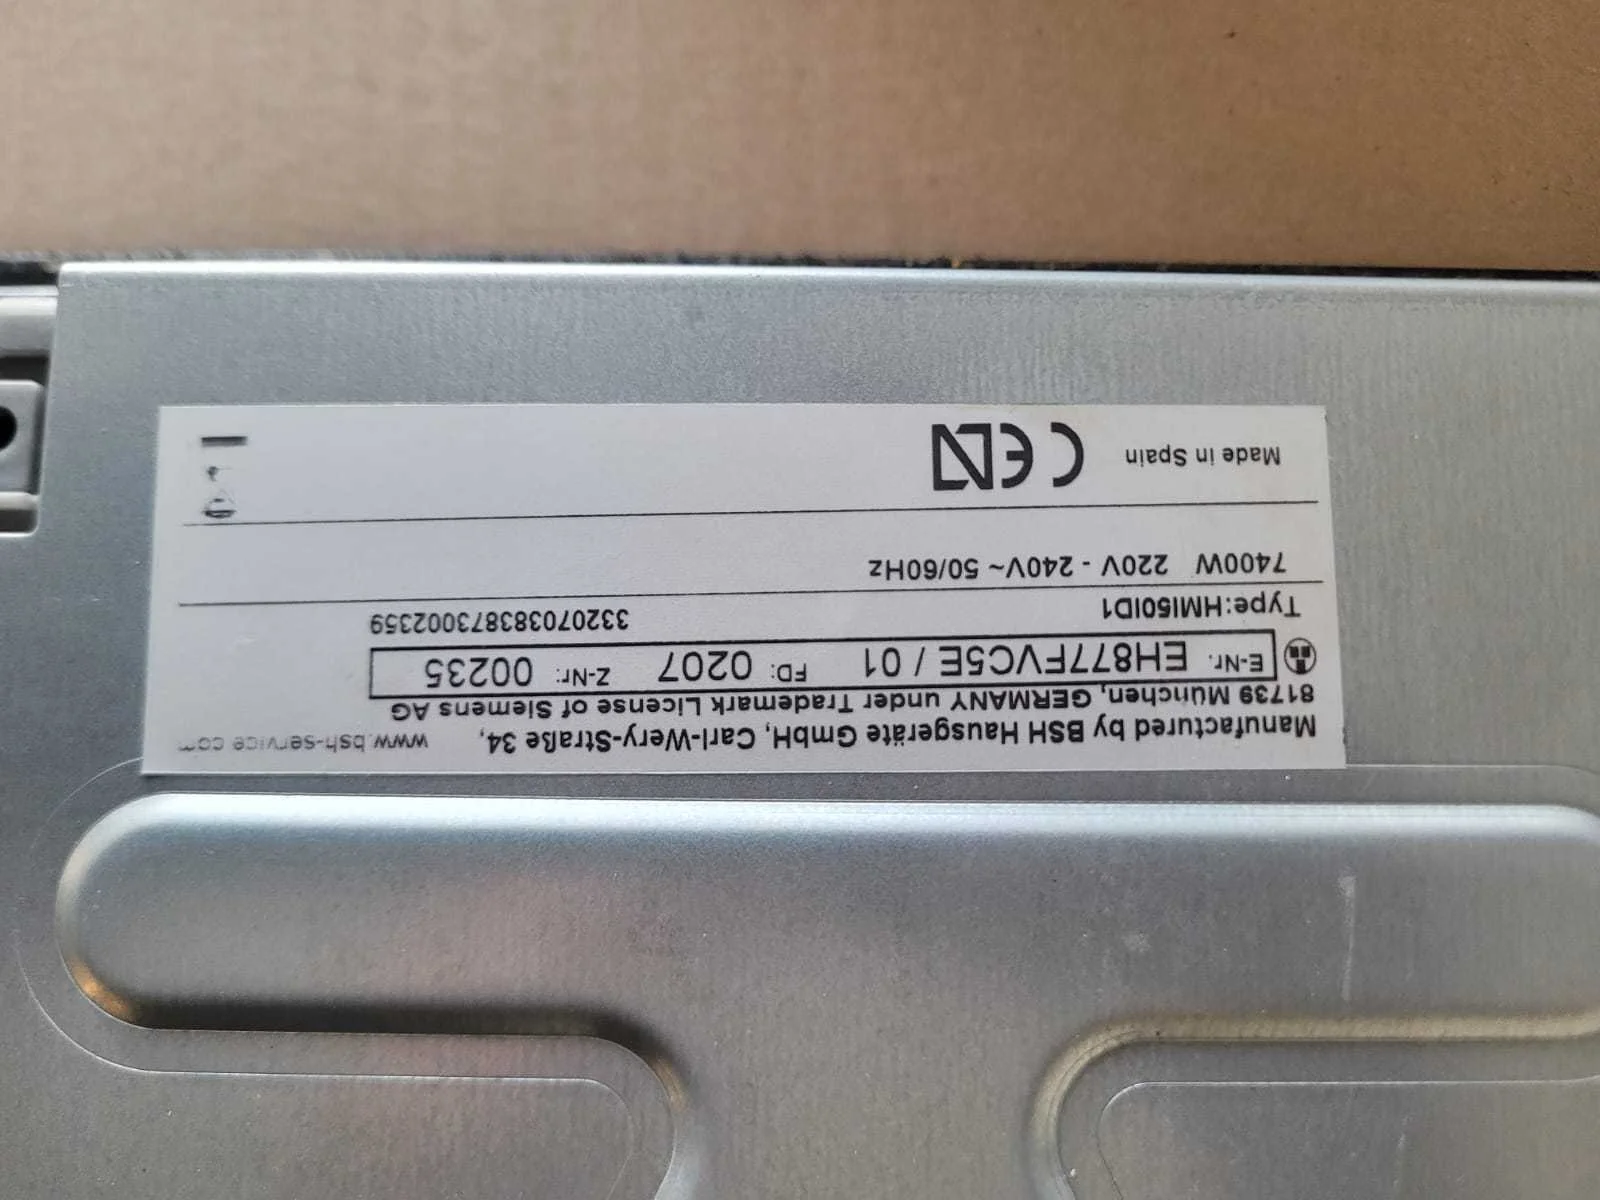 Manufactured by BSH Hausgeräte GmbH, Carl-Wery-Straße 34, www.bsh-service.com
81739 München, GERMANY under Trademark License of Siemens AG
E-Nr. EH877FVC5E / 01 FD: 0207 Z-Nr: 00235
Type:HMI50ID1 332070383873002359
7400W 220V - 240V~ 50/60Hz
Made in Spain CE N